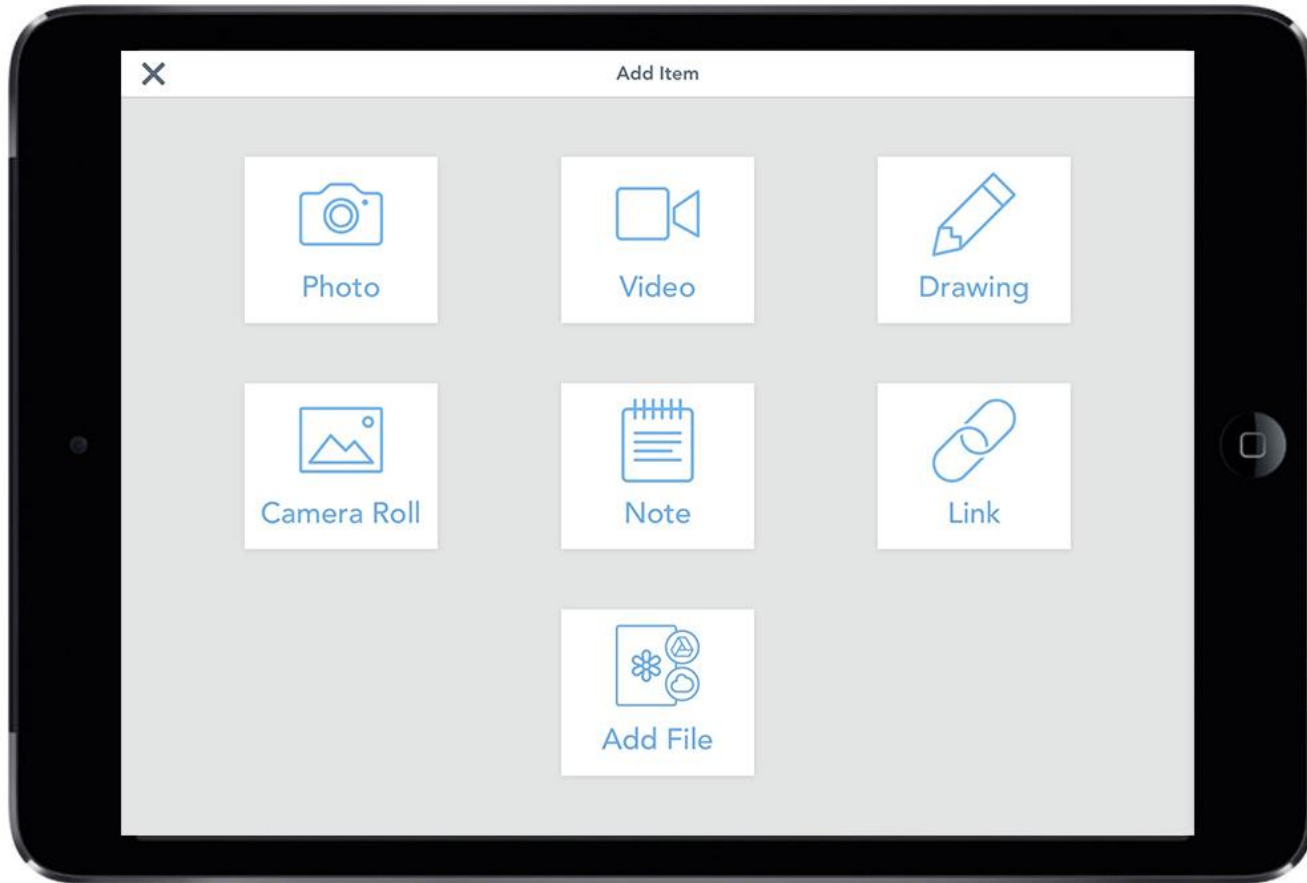 Add Item
Photo
Video
Drawing
Camera Roll
Note
Link
Add File